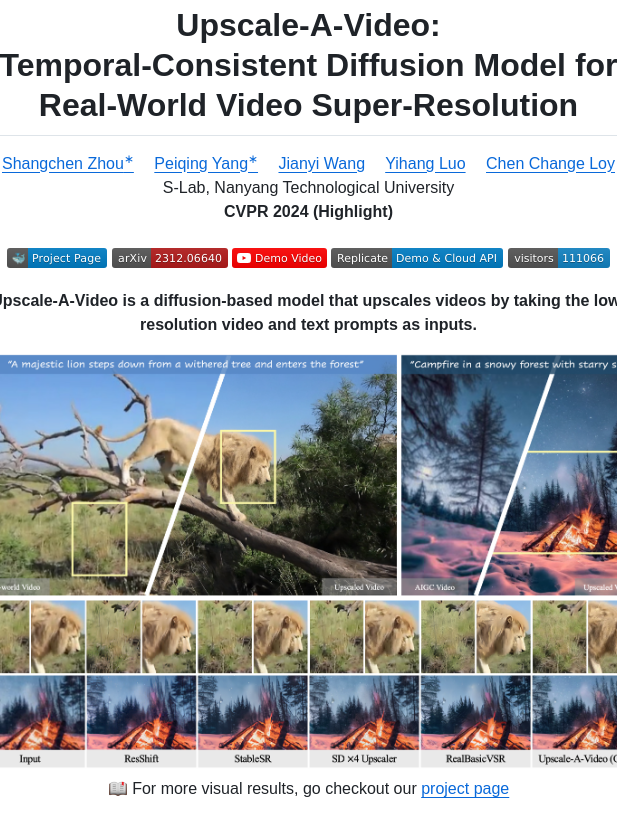 Upscale-A-Video:
Temporal-Consistent Diffusion Model for
Real-World Video Super-Resolution
Shangchen Zhou* Peiqing Yang* Jianyi Wang Yihang Luo Chen Change Loy
S-Lab, Nanyang Technological University
CVPR 2024 (Highlight)
Project Page arXiv 2312.06640 Demo Video Replicate Demo & Cloud API visitors 111066
Upscale-A-Video is a diffusion-based model that upscales videos by taking the low
resolution video and text prompts as inputs.
"A majestic lion steps down from a withered tree and enters the forest" "Campfire in a snowy forest with starry s
world Video Upscaled Video AIGC Video Upscaled V
Input ResShift StableSR SD ×4 Upscaler RealBasicVSR Upscale-A-Video (O
📖 For more visual results, go checkout our project page